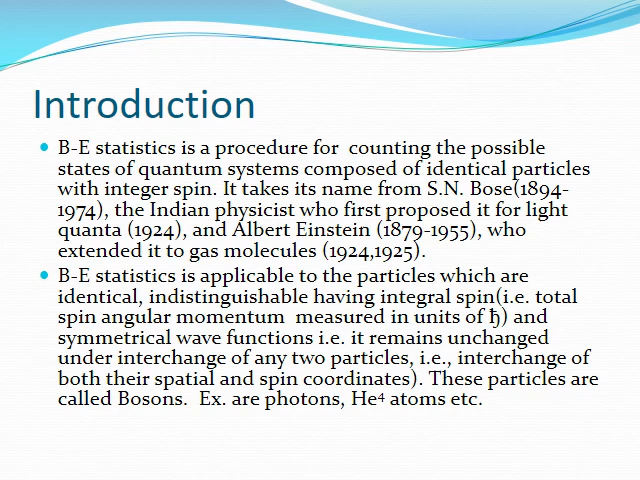 Introduction
B-E statistics is a procedure for  counting the possible
states of quantum systems composed of identical particles
with integer spin. It takes its name from S.N. Bose(1894-
1974), the Indian physicist who first proposed it for light
quanta (1924), and Albert Einstein (1879-1955), who
extended it to gas molecules (1924,1925).
B-E statistics is applicable to the particles which are
identical, indistinguishable having integral spin(i.e. total
spin angular momentum  measured in units of ђ) and
symmetrical wave functions i.e. it remains unchanged
under interchange of any two particles, i.e., interchange of
both their spatial and spin coordinates). These particles are
called Bosons.  Ex. are photons, He⁴ atoms etc.